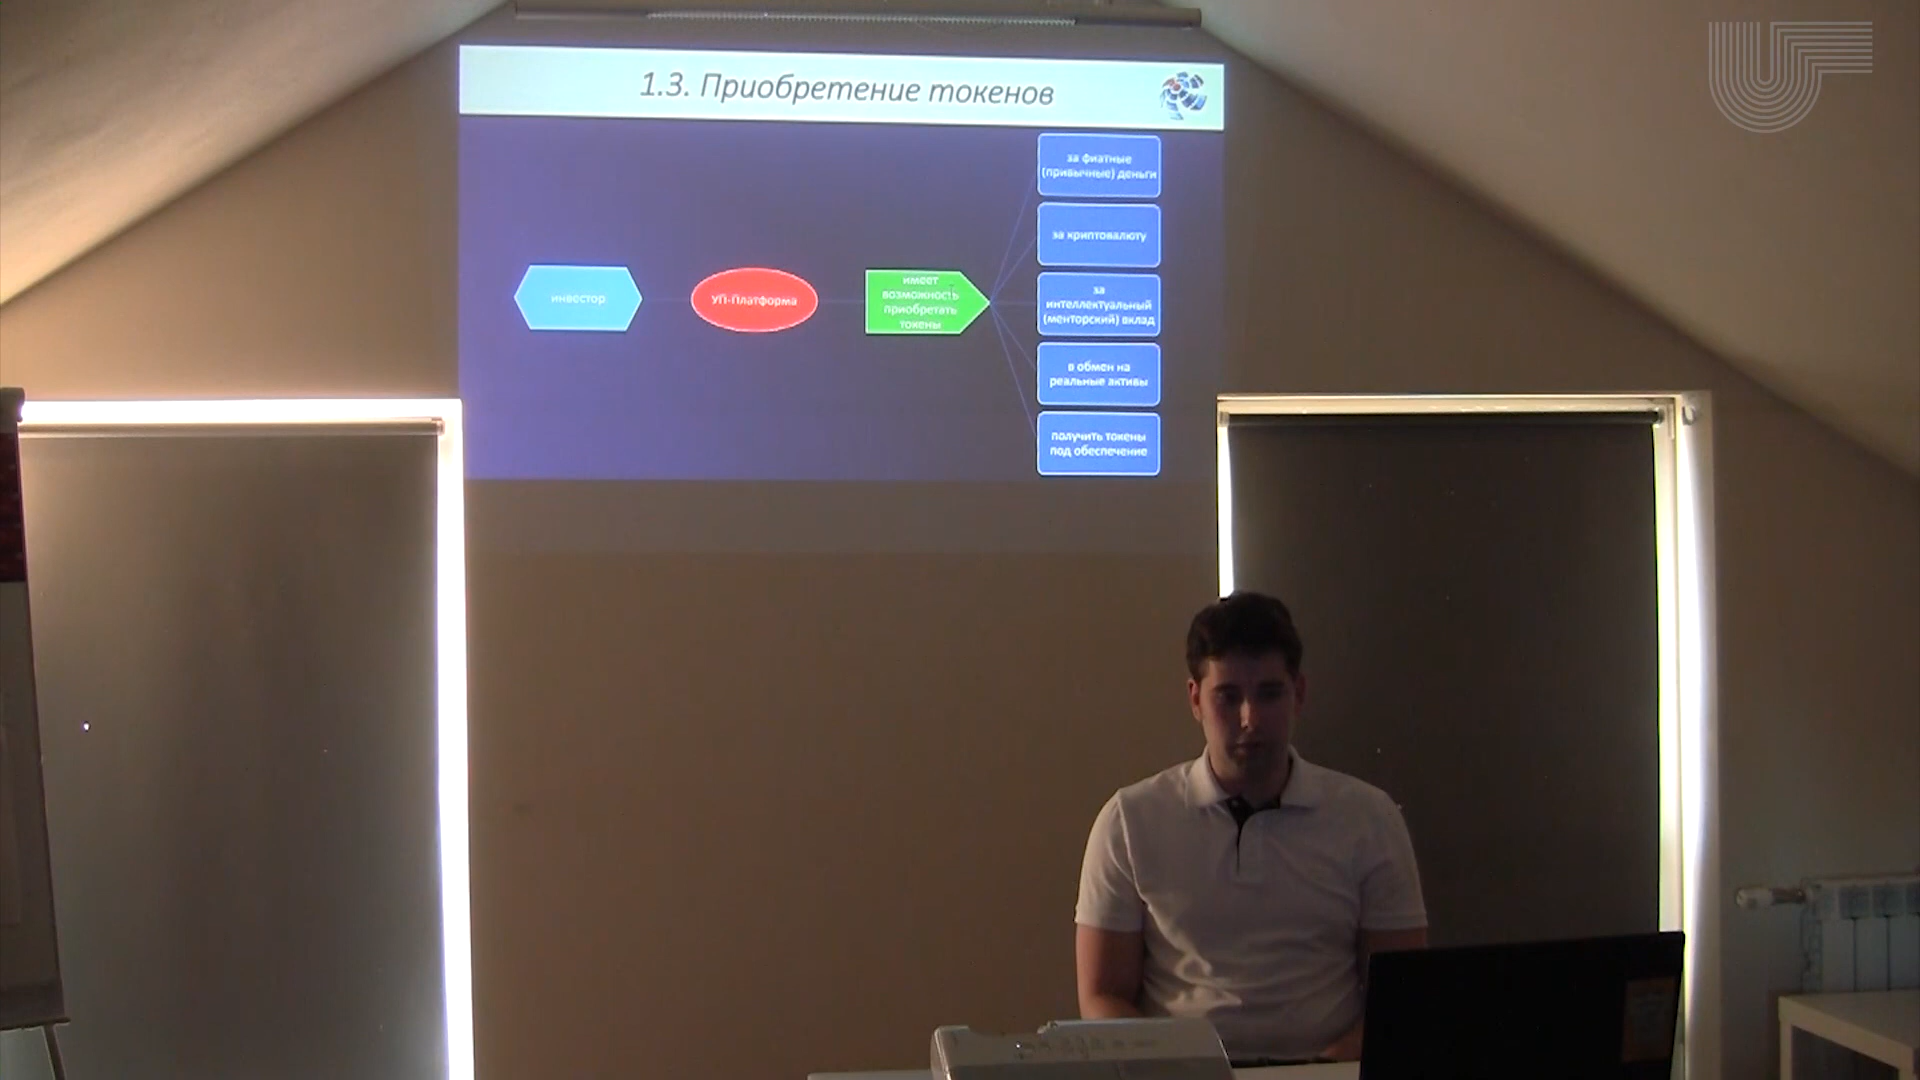 1.3. Приобретение токенов
инвестор
УП-Платформа
имеет
возможность
приобретать
токены
за фиатные
(привычные) деньги
за криптовалюту
за
интеллектуальный
(менторский) вклад
в обмен на
реальные активы
получить токены
под обеспечение